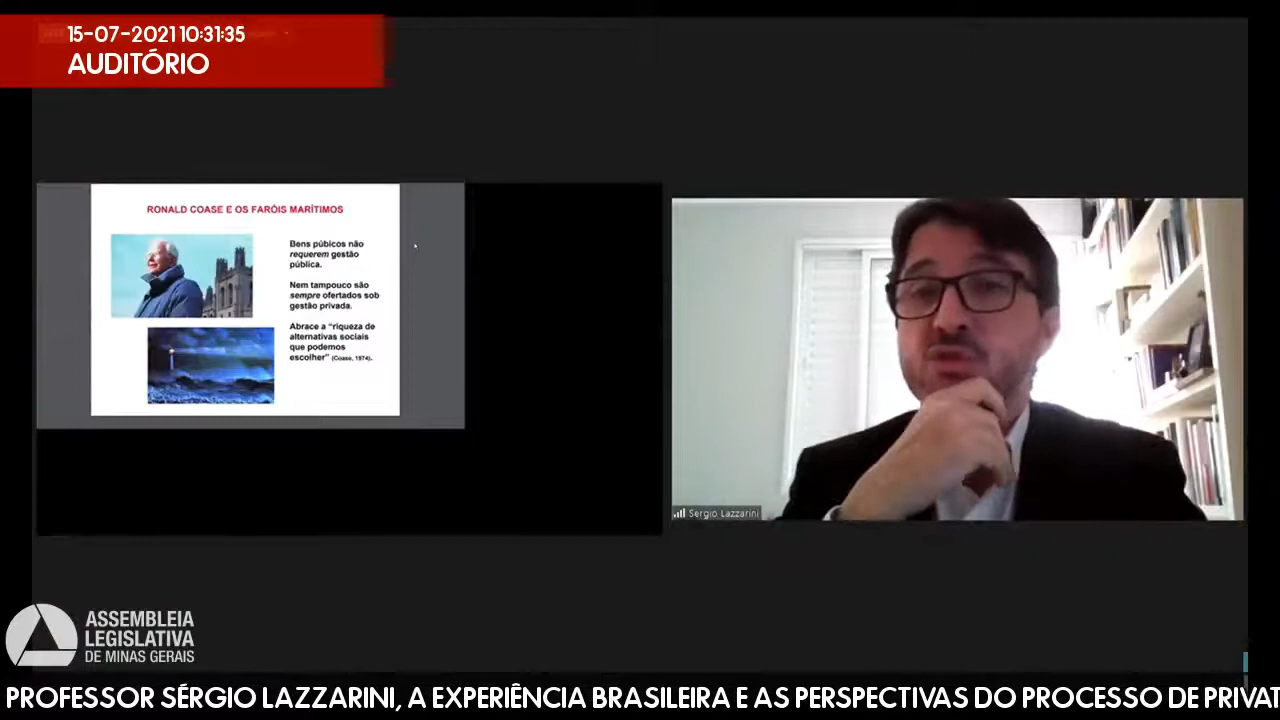 15-07-2021 10:31:35
AUDITÓRIO
RONALD COASE E OS FARÓIS MARÍTIMOS
Bens púbicos não
requerem gestão
pública.
Nem tampouco são
sempre ofertados sob
gestão privada.
Abrace a “riqueza de
alternativas sociais
que podemos
escolher” (Coase, 1974).
Sergio Lazzarini
ASSEMBLEIA
LEGISLATIVA
DE MINAS GERAIS
PROFESSOR SÉRGIO LAZZARINI, A EXPERIÊNCIA BRASILEIRA E AS PERSPECTIVAS DO PROCESSO DE PRIVAT